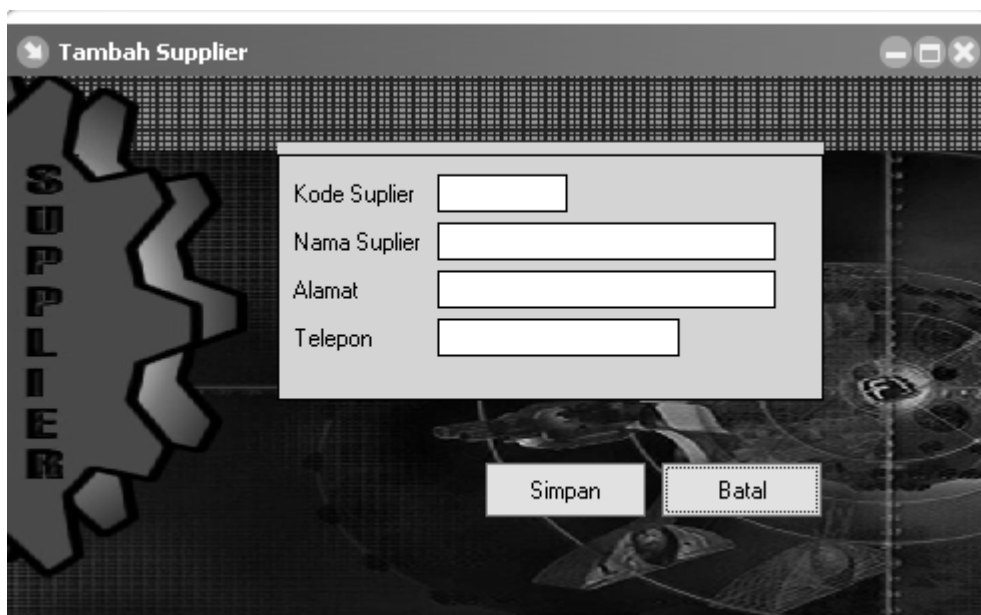 Tambah Supplier
SUPPLIER
Kode Suplier
Nama Suplier
Alamat
Telepon
Simpan
Batal